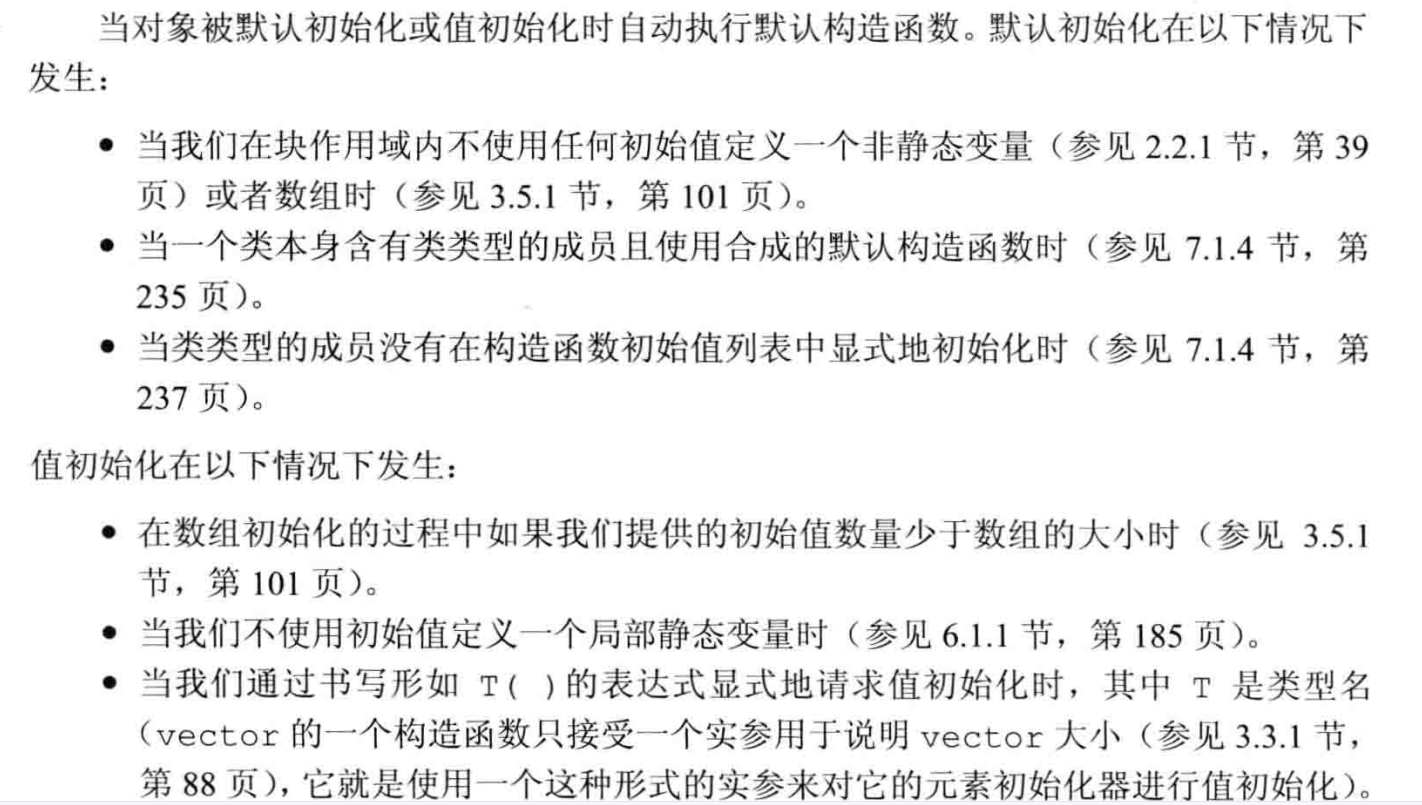 当对象被默认初始化或值初始化时自动执行默认构造函数。默认初始化在以下情况下
发生：
• 当我们在块作用域内不使用任何初始值定义一个非静态变量（参见 2.2.1 节，第 39
页）或者数组时（参见 3.5.1 节，第 101 页）。
• 当一个类本身含有类类型的成员且使用合成的默认构造函数时（参见 7.1.4 节，第
235 页）。
• 当类类型的成员没有在构造函数初始值列表中显式地初始化时（参见 7.1.4 节，第
237 页）。
值初始化在以下情况下发生：
• 在数组初始化的过程中如果我们提供的初始值数量少于数组的大小时（参见 3.5.1
节，第 101 页）。
• 当我们不使用初始值定义一个局部静态变量时（参见 6.1.1 节，第 185 页）。
• 当我们通过书写形如 T( )的表达式显式地请求值初始化时，其中 T 是类型名
（vector 的一个构造函数只接受一个实参用于说明 vector 大小（参见 3.3.1 节，
第 88 页），它就是使用一个这种形式的实参来对它的元素初始化器进行值初始化）。